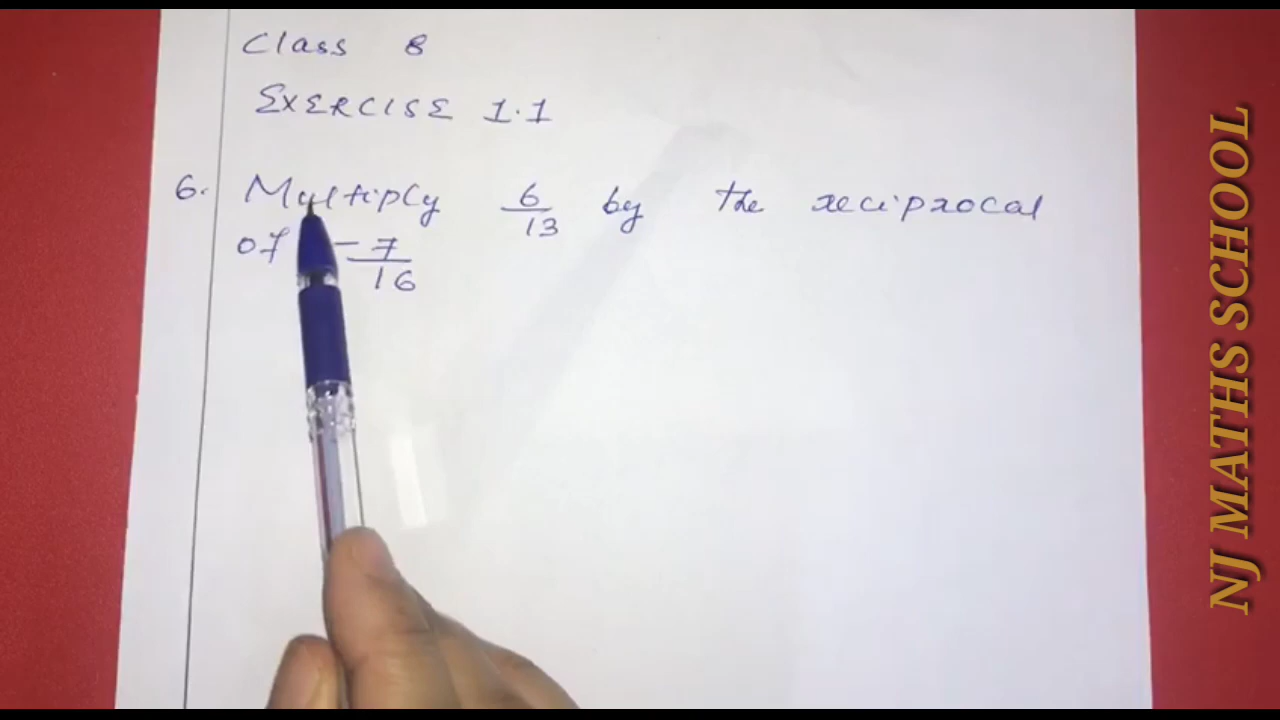 Class 8
EXERCISE 1.1
6. Multiply 6/13 by the reciprocal
of -7/16
NJ MATHS SCHOOL